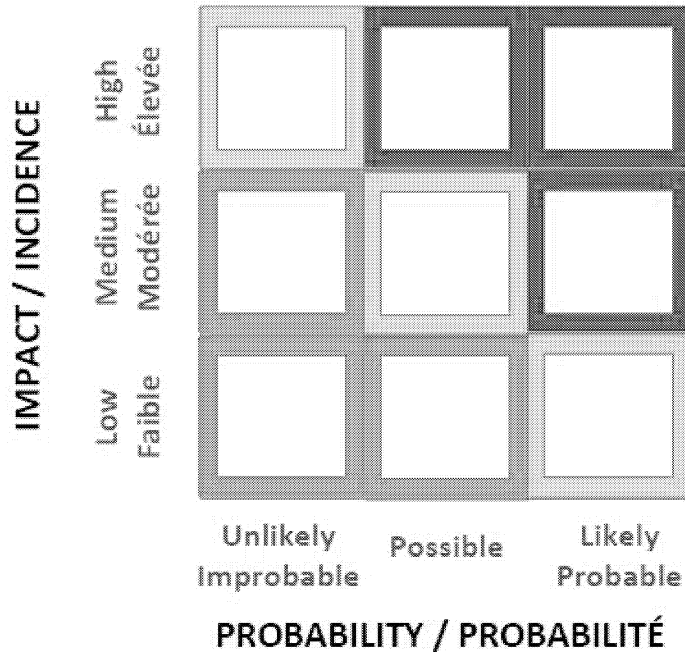 IMPACT / INCIDENCE
High
Élevée
Medium
Modérée
Low
Faible
Unlikely
Improbable
Possible
Likely
Probable
PROBABILITY / PROBABILITÉ